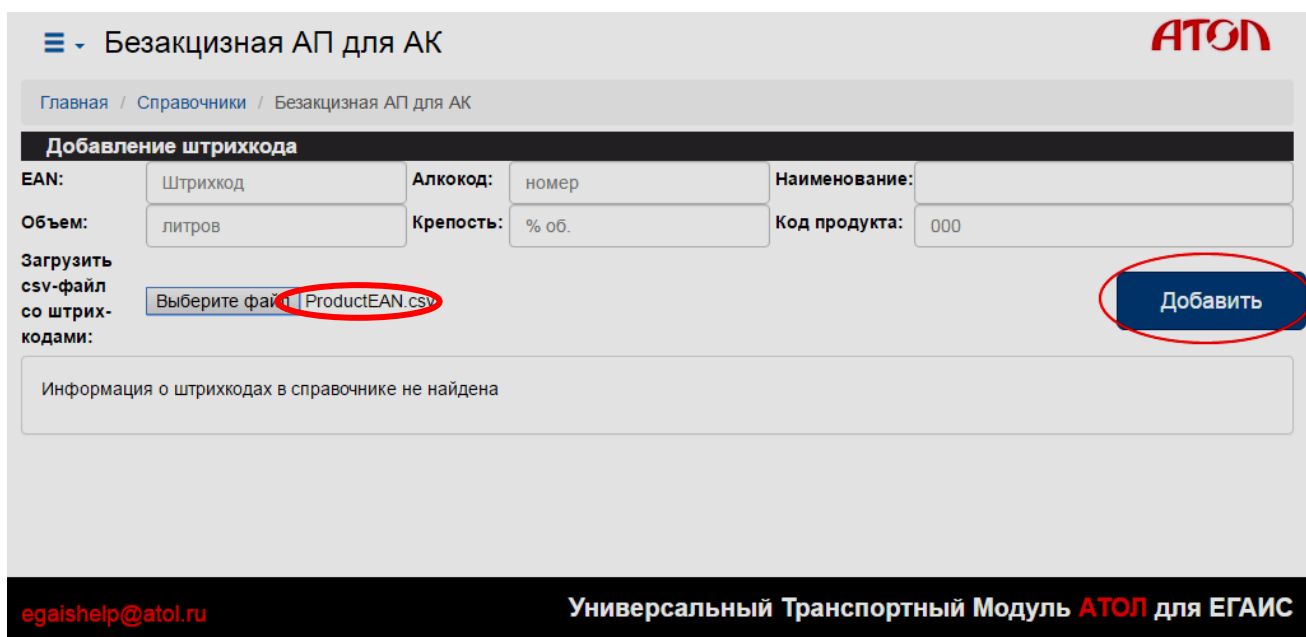 Безакцизная АП для АК
АТОЛ
Главная / Справочники / Безакцизная АП для АК
Добавление штрихкода
EAN: Штрихкод Алкокод: номер Наименование:
Объем: литров Крепость: % об. Код продукта: 000
Загрузить
csv-файл
со штрих-
кодами:
Выберите файл ProductEAN.csv
Добавить
Информация о штрихкодах в справочнике не найдена
egaishelp@atol.ru
Универсальный Транспортный Модуль АТОЛ для ЕГАИС